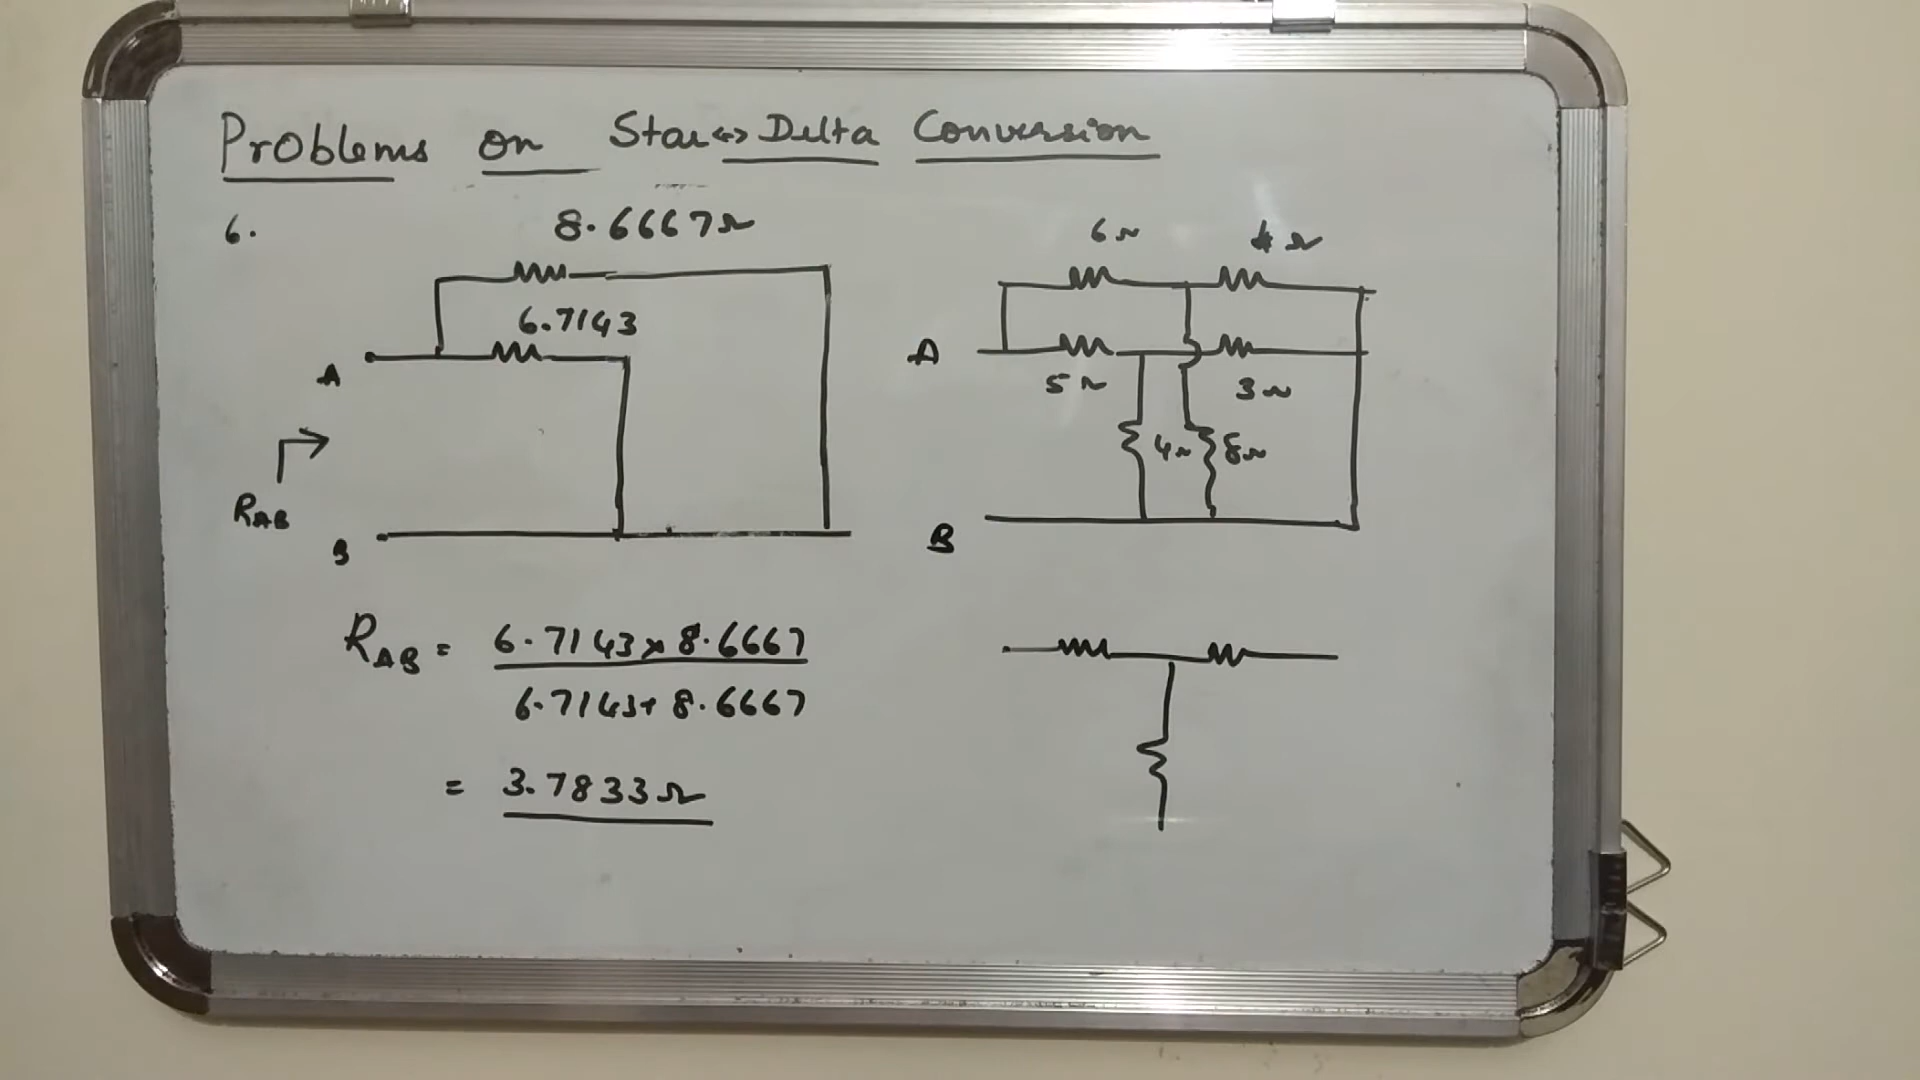 Problems on Star↔Delta Conversion
6.
8.6667Ω
6.7143
A
RAB
B
RAB = 6.7143 x 8.6667
6.7143 + 8.6667
= 3.7833Ω
6Ω 4Ω
A
5Ω 3Ω
4Ω 8Ω
B